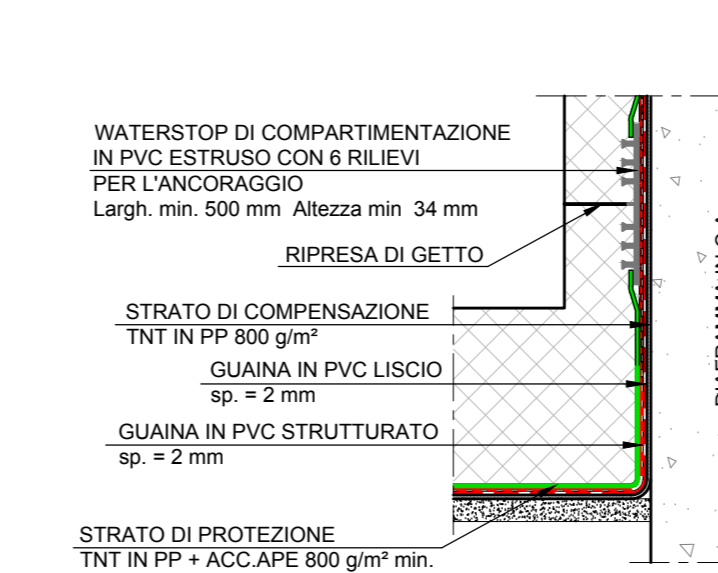 WATERSTOP DI COMPARTIMENTAZIONE
IN PVC ESTRUSO CON 6 RILIEVI
PER L'ANCORAGGIO
Largh. min. 500 mm Altezza min 34 mm
RIPRESA DI GETTO
STRATO DI COMPENSAZIONE
TNT IN PP 800 g/m²
GUAINA IN PVC LISCIO
sp. = 2 mm
GUAINA IN PVC STRUTTURATO
sp. = 2 mm
STRATO DI PROTEZIONE
TNT IN PP + ACC.APE 800 g/m² min.